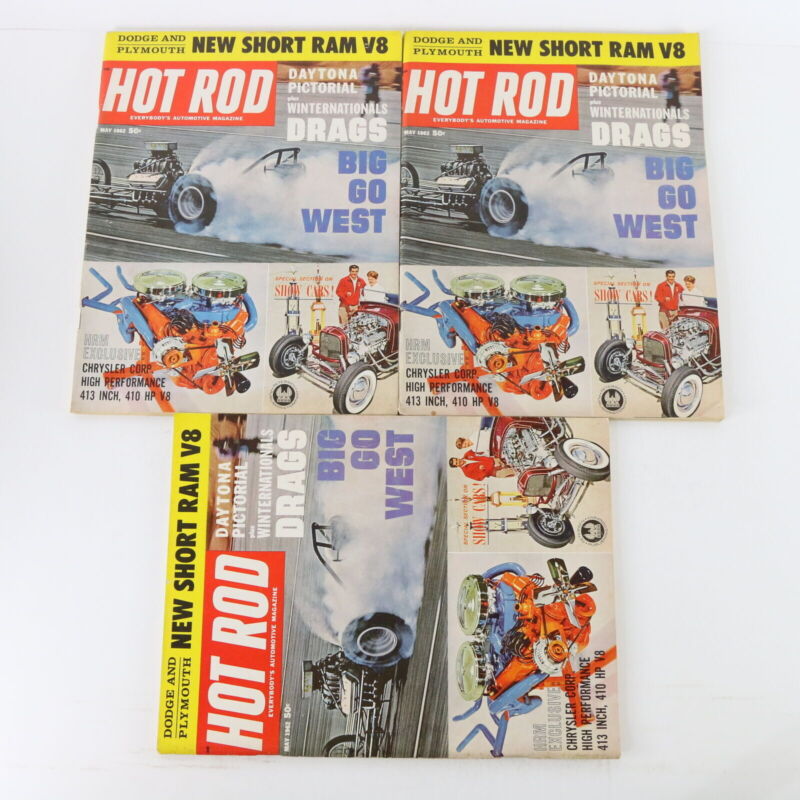 DODGE AND
PLYMOUTH
NEW SHORT RAM V8
HOT ROD
EVERYBODY'S AUTOMOTIVE MAGAZINE
MAY 1962 50¢
DAYTONA
PICTORIAL
plus
WINTERNATIONALS
DRAGS
BIG
GO
WEST
HRM
EXCLUSIVE:
CHRYSLER CORP.
HIGH PERFORMANCE
413 INCH, 410 HP V8
SPECIAL SECTION ON
SHOW CARS!
DODGE AND
PLYMOUTH
NEW SHORT RAM V8
HOT ROD
EVERYBODY'S AUTOMOTIVE MAGAZINE
MAY 1962 50¢
DAYTONA
PICTORIAL
plus
WINTERNATIONALS
DRAGS
BIG
GO
WEST
HRM
EXCLUSIVE:
CHRYSLER CORP.
HIGH PERFORMANCE
413 INCH, 410 HP V8
SPECIAL SECTION ON
SHOW CARS!
DODGE AND
PLYMOUTH
NEW SHORT RAM V8
HOT ROD
EVERYBODY'S AUTOMOTIVE MAGAZINE
MAY 1962 50¢
DAYTONA
PICTORIAL
plus
WINTERNATIONALS
DRAGS
BIG
GO
WEST
HRM
EXCLUSIVE:
CHRYSLER CORP.
HIGH PERFORMANCE
413 INCH, 410 HP V8
SPECIAL SECTION ON
SHOW CARS!